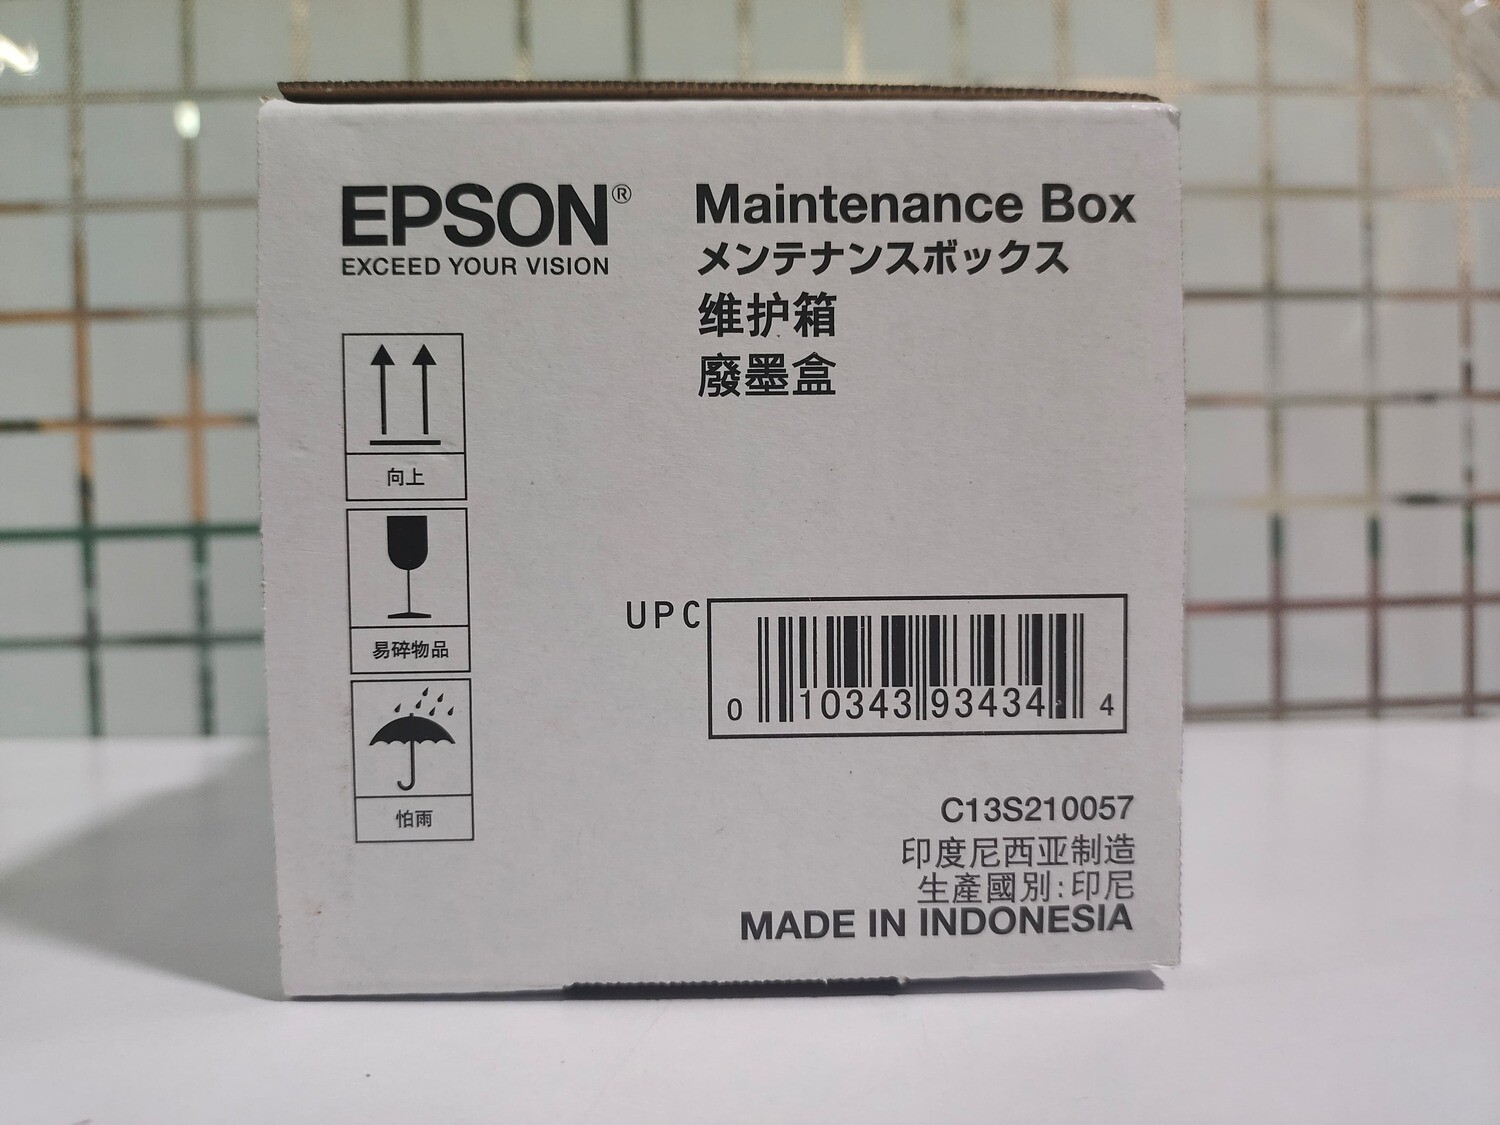 EPSON®
EXCEED YOUR VISION
Maintenance Box
メンテナンスボックス
维护箱
廢墨盒
向上
易碎物品
怕雨
UPC
0 10343 93434 4
C13S210057
印度尼西亚制造
生產國別:印尼
MADE IN INDONESIA